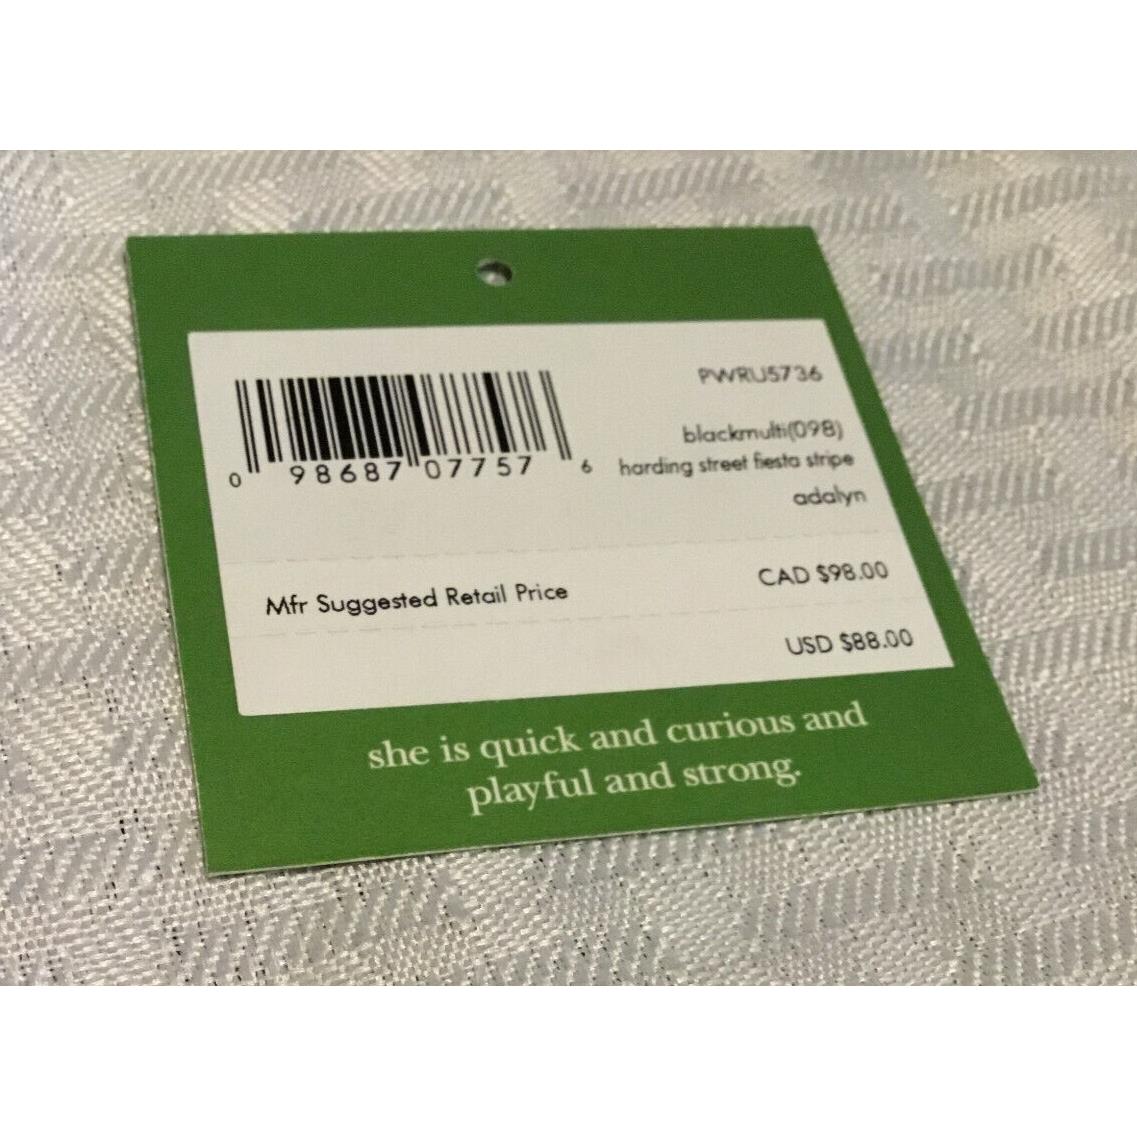 PWRU5736
blackmulti(098)
harding street fiesta stripe
adalyn
0 98687 07757 6
Mfr Suggested Retail Price
CAD $98.00
USD $88.00
she is quick and curious and
playful and strong.